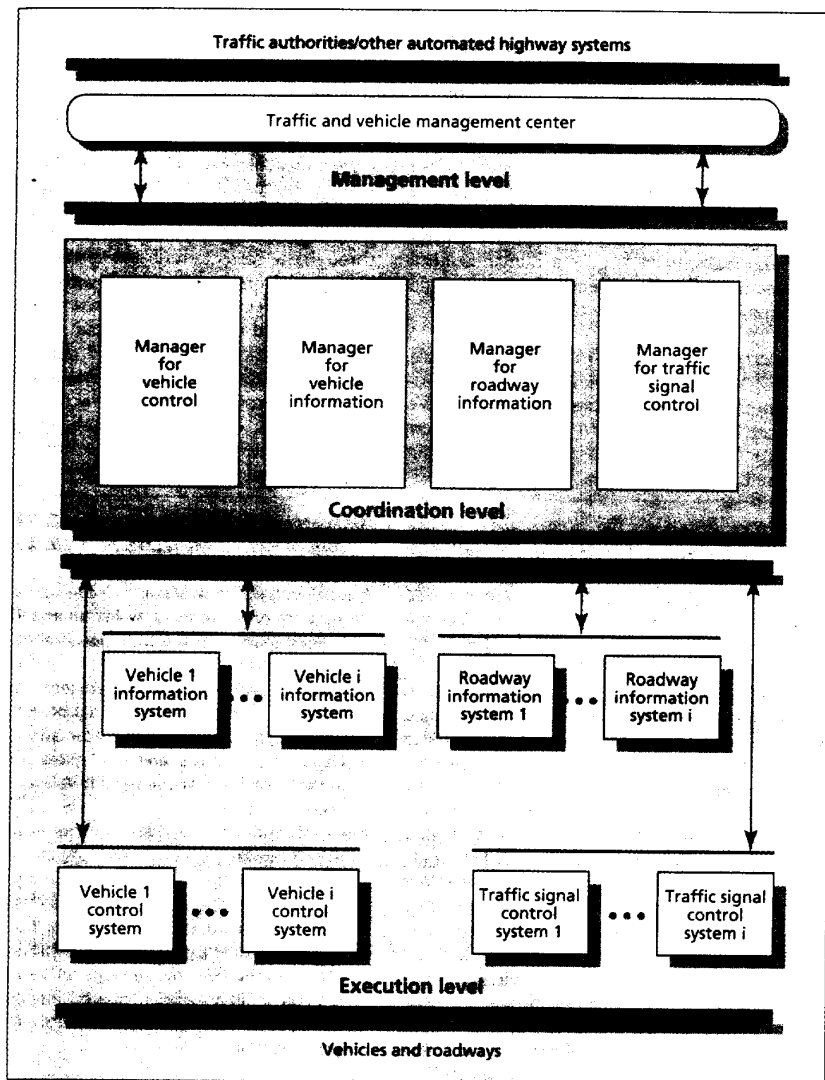 Traffic authorities/other automated highway systems
Traffic and vehicle management center
Management level
Manager
for
vehicle
control
Manager
for
vehicle
information
Manager
for
roadway
information
Manager
for traffic
signal
control
Coordination level
Vehicle 1
information
system
Vehicle i
information
system
Roadway
information
system 1
Roadway
information
system i
Vehicle 1
control
system
Vehicle i
control
system
Traffic signal
control
system 1
Traffic signal
control
system i
Execution level
Vehicles and roadways